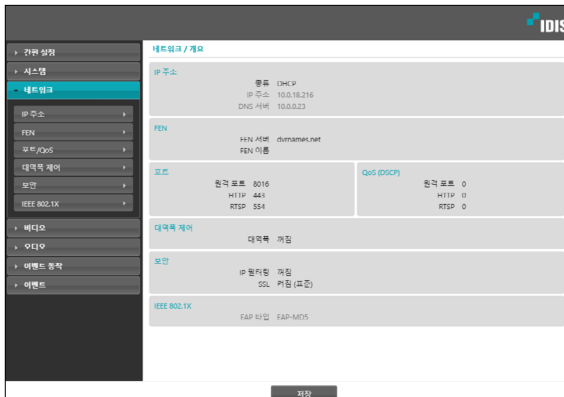 IDIS
간편 설정
시스템
네트워크
IP 주소
FEN
포트/QoS
대역폭 제어
보안
IEEE 802.1X
비디오
오디오
이벤트 동작
이벤트
네트워크 / 개요
IP 주소
종류 DHCP
IP 주소 10.0.18.216
DNS 서버 10.0.0.23
FEN
FEN 서버 dvrnames.net
FEN 이름
포트
원격 포트 8016
HTTP 443
RTSP 554
QoS (DSCP)
원격 포트 0
HTTP 0
RTSP 0
대역폭 제어
대역폭 꺼짐
보안
IP 필터링 꺼짐
SSL 켜짐 (표준)
IEEE 802.1X
EAP 타입 EAP-MD5
저장